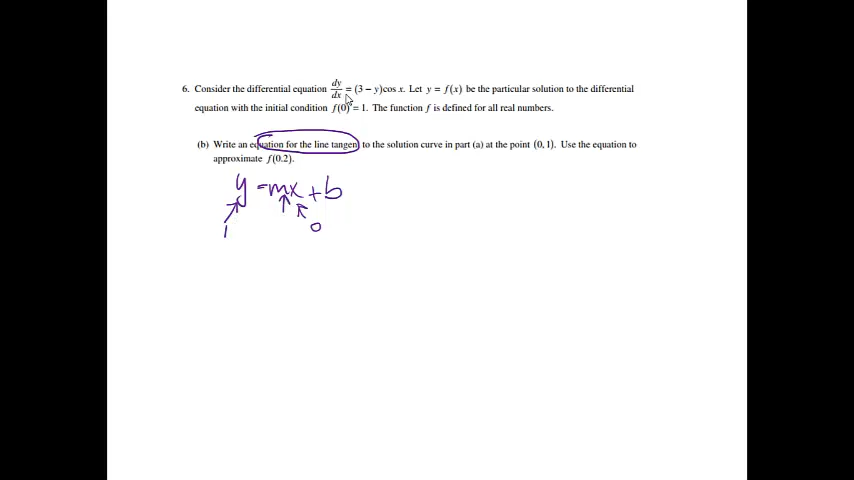 6. Consider the differential equation dy/dx = (3 − y)cos x. Let y = f(x) be the particular solution to the differential
equation with the initial condition f(0) = 1. The function f is defined for all real numbers.
(b) Write an equation for the line tangent to the solution curve in part (a) at the point (0, 1). Use the equation to
approximate f(0.2).
y = mx + b
1 0